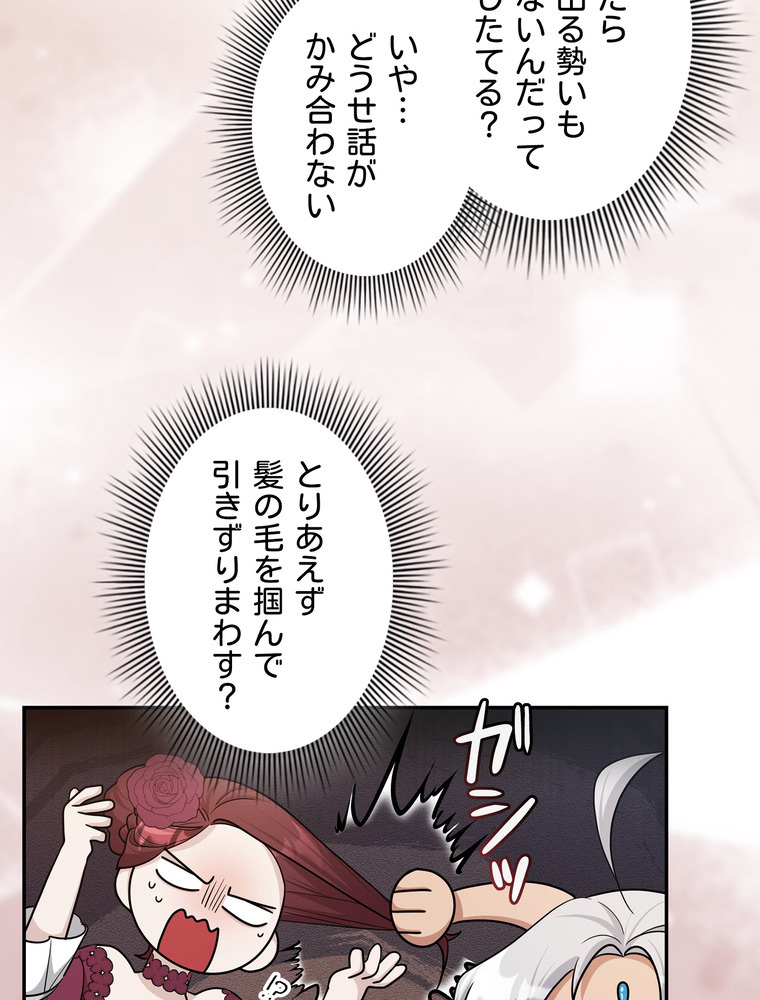 たら
出る勢いも
ないんだって
したてる？
いや…
どうせ話が
かみ合わない
とりあえず
髪の毛を掴んで
引きずりまわす？
ガシッ